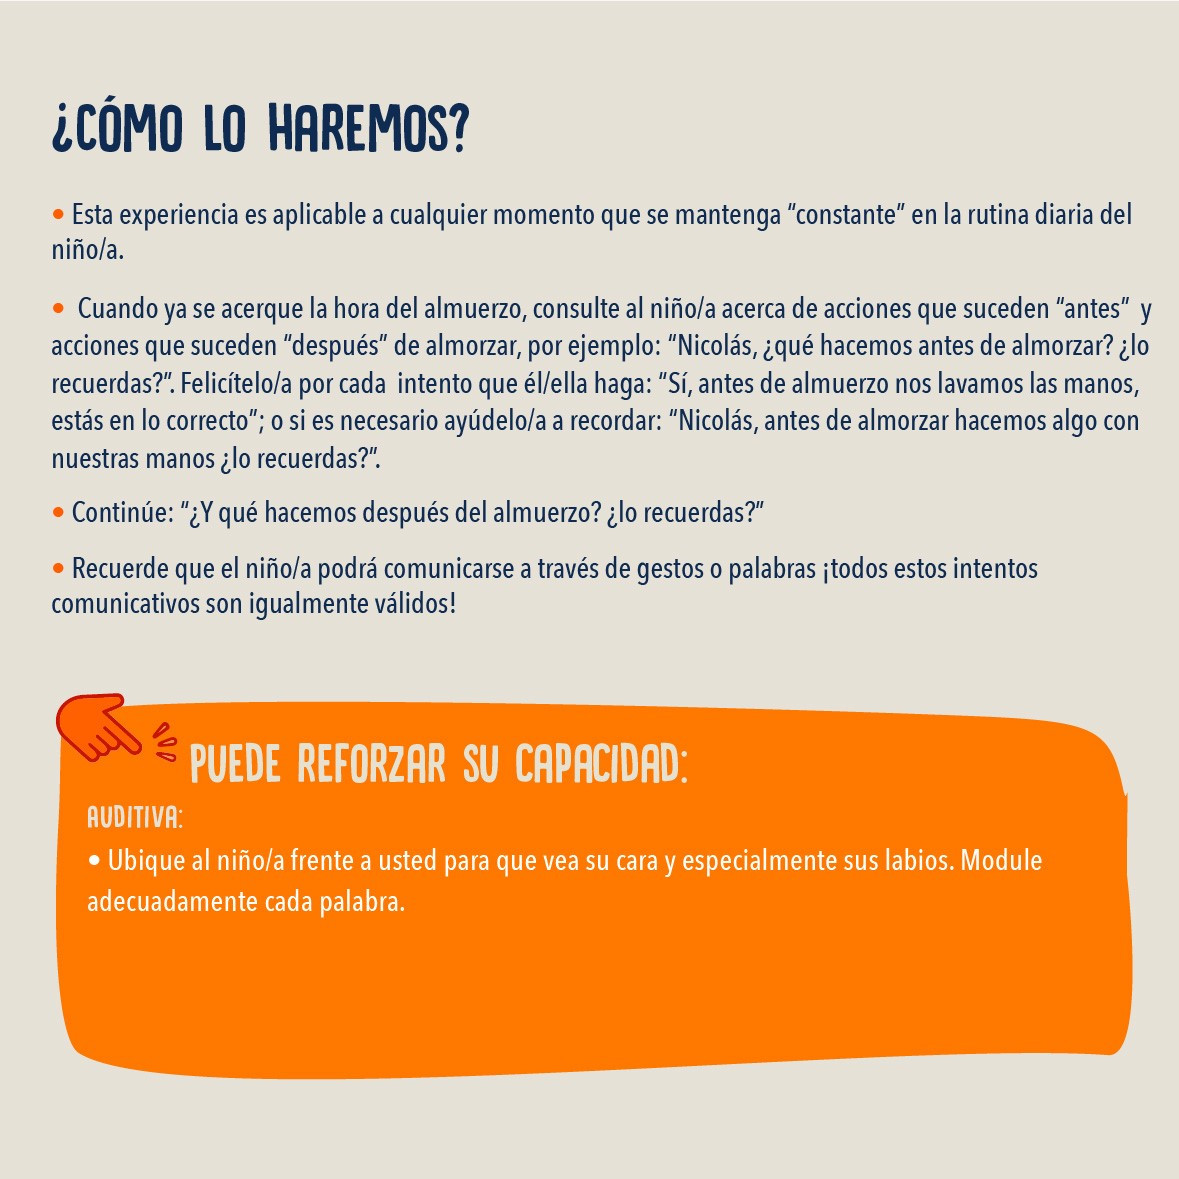 ¿CÓMO LO HAREMOS?
• Esta experiencia es aplicable a cualquier momento que se mantenga “constante” en la rutina diaria del
niño/a.
• Cuando ya se acerque la hora del almuerzo, consulte al niño/a acerca de acciones que suceden “antes” y
acciones que suceden “después” de almorzar, por ejemplo: “Nicolás, ¿qué hacemos antes de almorzar? ¿lo
recuerdas?”. Felicítelo/a por cada intento que él/ella haga: “Sí, antes de almuerzo nos lavamos las manos,
estás en lo correcto”; o si es necesario ayúdelo/a a recordar: “Nicolás, antes de almorzar hacemos algo con
nuestras manos ¿lo recuerdas?”.
• Continúe: “¿Y qué hacemos después del almuerzo? ¿lo recuerdas?”
• Recuerde que el niño/a podrá comunicarse a través de gestos o palabras ¡todos estos intentos
comunicativos son igualmente válidos!
PUEDE REFORZAR SU CAPACIDAD:
AUDITIVA:
• Ubique al niño/a frente a usted para que vea su cara y especialmente sus labios. Module
adecuadamente cada palabra.